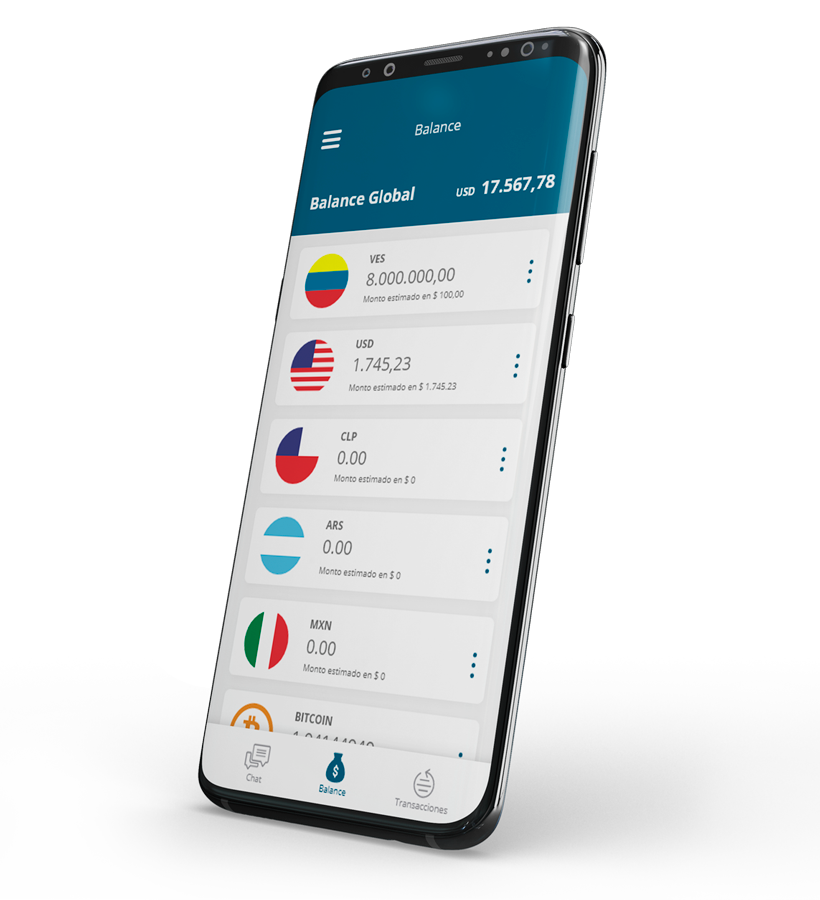 Balance
Balance Global USD 17.567,78
VES
8.000.000,00
Monto estimado en $ 100,00
USD
1.745,23
Monto estimado en $ 1.745.23
CLP
0.00
Monto estimado en $ 0
ARS
0.00
Monto estimado en $ 0
MXN
0.00
Monto estimado en $ 0
BITCOIN
Chat
Balance
Transacciones